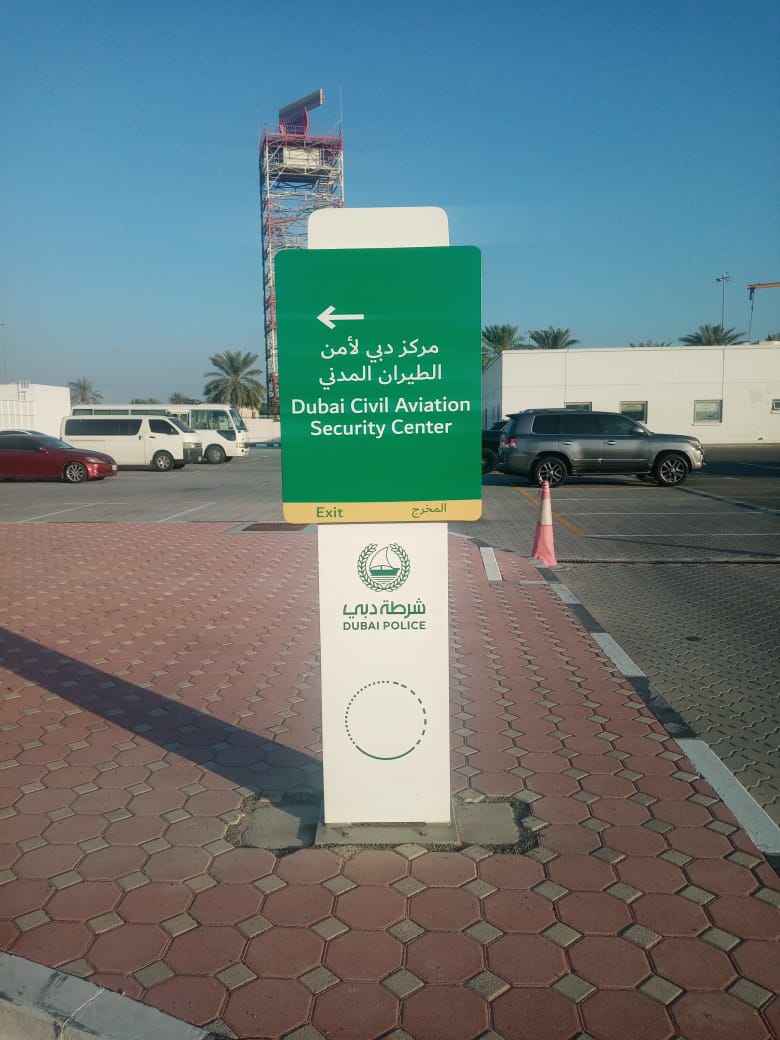 مركز دبي لأمن
الطيران المدني
Dubai Civil Aviation
Security Center
Exit المخرج
شرطة دبي
DUBAI POLICE